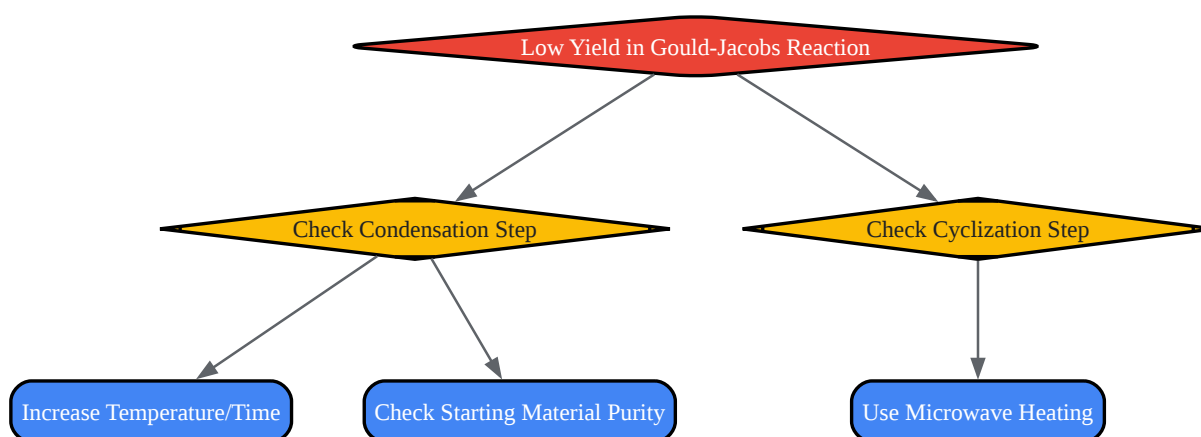 Low Yield in Gould-Jacobs Reaction
Check Condensation Step
Check Cyclization Step
Increase Temperature/Time
Check Starting Material Purity
Use Microwave Heating